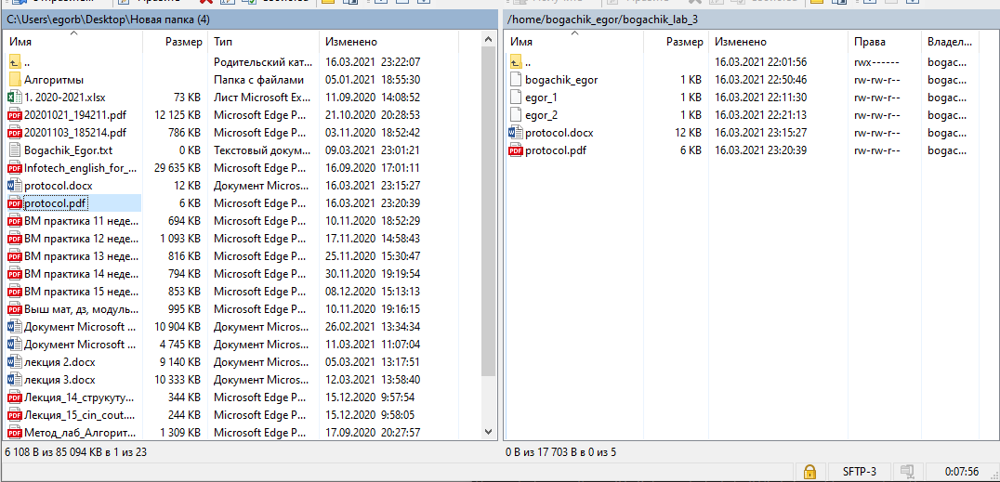 C:\Users\egorb\Desktop\Новая папка (4)
Имя Размер Тип Изменено
.. Родительский кат... 16.03.2021 23:22:07
Алгоритмы Папка с файлами 05.01.2021 18:55:30
1. 2020-2021.xlsx 73 KB Лист Microsoft Ex... 11.09.2020 14:08:52
20201021_194211.pdf 12 125 KB Microsoft Edge P... 21.10.2020 20:28:53
20201103_185214.pdf 786 KB Microsoft Edge P... 03.11.2020 18:52:42
Bogachik_Egor.txt 0 KB Текстовый докум... 09.03.2021 23:01:21
Infotech_english_for_... 29 635 KB Microsoft Edge P... 16.09.2020 17:01:11
protocol.docx 12 KB Документ Micros... 16.03.2021 23:15:27
protocol.pdf 6 KB Microsoft Edge P... 16.03.2021 23:20:39
ВМ практика 11 неде... 694 KB Microsoft Edge P... 10.11.2020 18:52:29
ВМ практика 12 неде... 1 093 KB Microsoft Edge P... 17.11.2020 14:58:43
ВМ практика 13 неде... 816 KB Microsoft Edge P... 25.11.2020 15:30:47
ВМ практика 14 неде... 794 KB Microsoft Edge P... 30.11.2020 19:19:54
ВМ практика 15 неде... 853 KB Microsoft Edge P... 08.12.2020 15:13:13
Выш мат, дз, модуль... 995 KB Microsoft Edge P... 10.11.2020 19:16:15
Документ Microsoft ... 10 904 KB Документ Micros... 26.02.2021 13:34:34
Документ Microsoft ... 4 745 KB Документ Micros... 11.03.2021 11:07:04
лекция 2.docx 9 140 KB Документ Micros... 05.03.2021 13:17:51
лекция 3.docx 10 333 KB Документ Micros... 12.03.2021 13:58:40
Лекция_14_струкуту... 344 KB Microsoft Edge P... 15.12.2020 9:57:54
Лекция_15_cin_cout.... 244 KB Microsoft Edge P... 15.12.2020 9:58:05
Метод_лаб_Алгорит... 1 309 KB Microsoft Edge P... 17.09.2020 20:27:57
6 108 B из 85 094 KB в 1 из 23
/home/bogachik_egor/bogachik_lab_3
Имя Размер Изменено Права Владел...
.. 16.03.2021 22:01:56 rwx------ bogac...
bogachik_egor 1 KB 16.03.2021 22:50:46 rw-rw-r-- bogac...
egor_1 1 KB 16.03.2021 22:11:30 rw-rw-r-- bogac...
egor_2 1 KB 16.03.2021 22:21:13 rw-rw-r-- bogac...
protocol.docx 12 KB 16.03.2021 23:15:27 rw-rw-r-- bogac...
protocol.pdf 6 KB 16.03.2021 23:20:39 rw-rw-r-- bogac...
0 B из 17 703 B в 0 из 5
SFTP-3 0:07:56